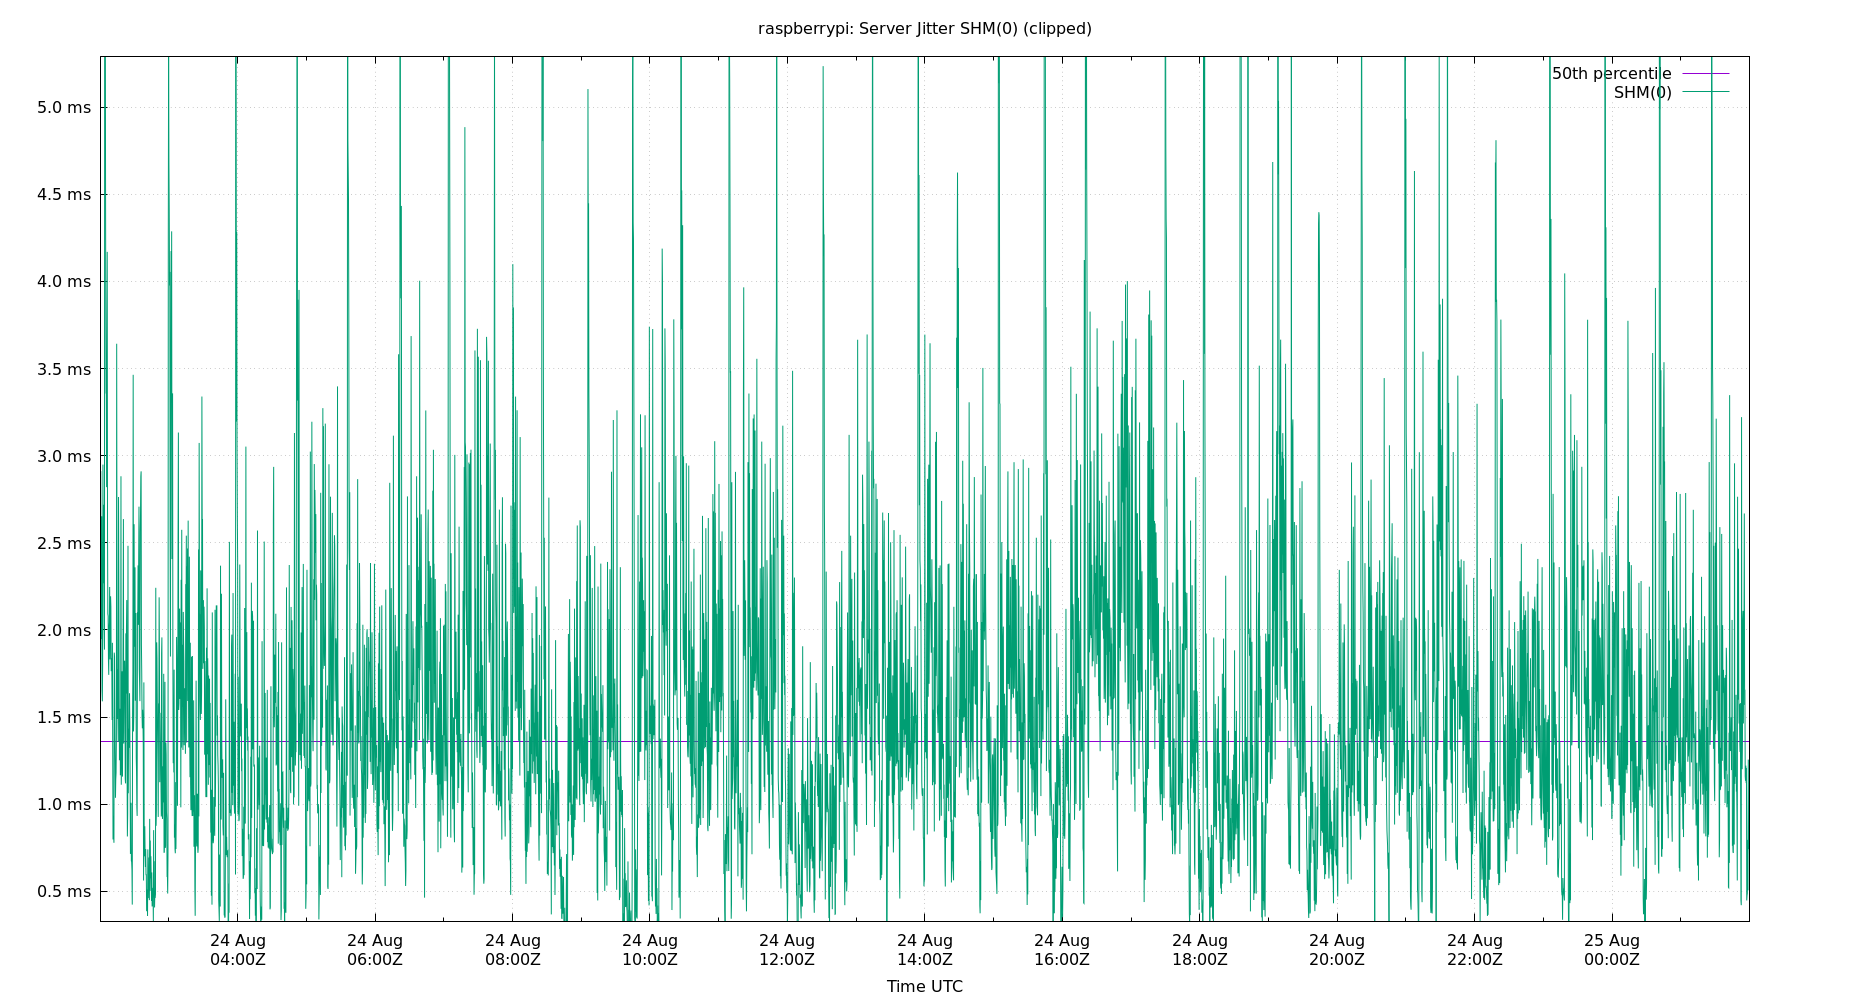 raspberrypi: Server Jitter SHM(0) (clipped)
50th percentile
SHM(0)
5.0 ms
4.5 ms
4.0 ms
3.5 ms
3.0 ms
2.5 ms
2.0 ms
1.5 ms
1.0 ms
0.5 ms
24 Aug 24 Aug 24 Aug 24 Aug 24 Aug 24 Aug 24 Aug 24 Aug 24 Aug 24 Aug 25 Aug
04:00Z 06:00Z 08:00Z 10:00Z 12:00Z 14:00Z 16:00Z 18:00Z 20:00Z 22:00Z 00:00Z
Time UTC